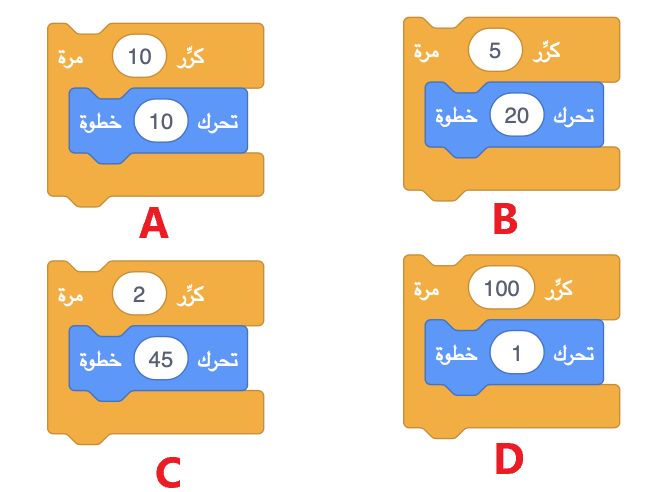 كرِّر 10 مرة
تحرك 10 خطوة
A
كرِّر 5 مرة
تحرك 20 خطوة
B
كرِّر 2 مرة
تحرك 45 خطوة
C
كرِّر 100 مرة
تحرك 1 خطوة
D